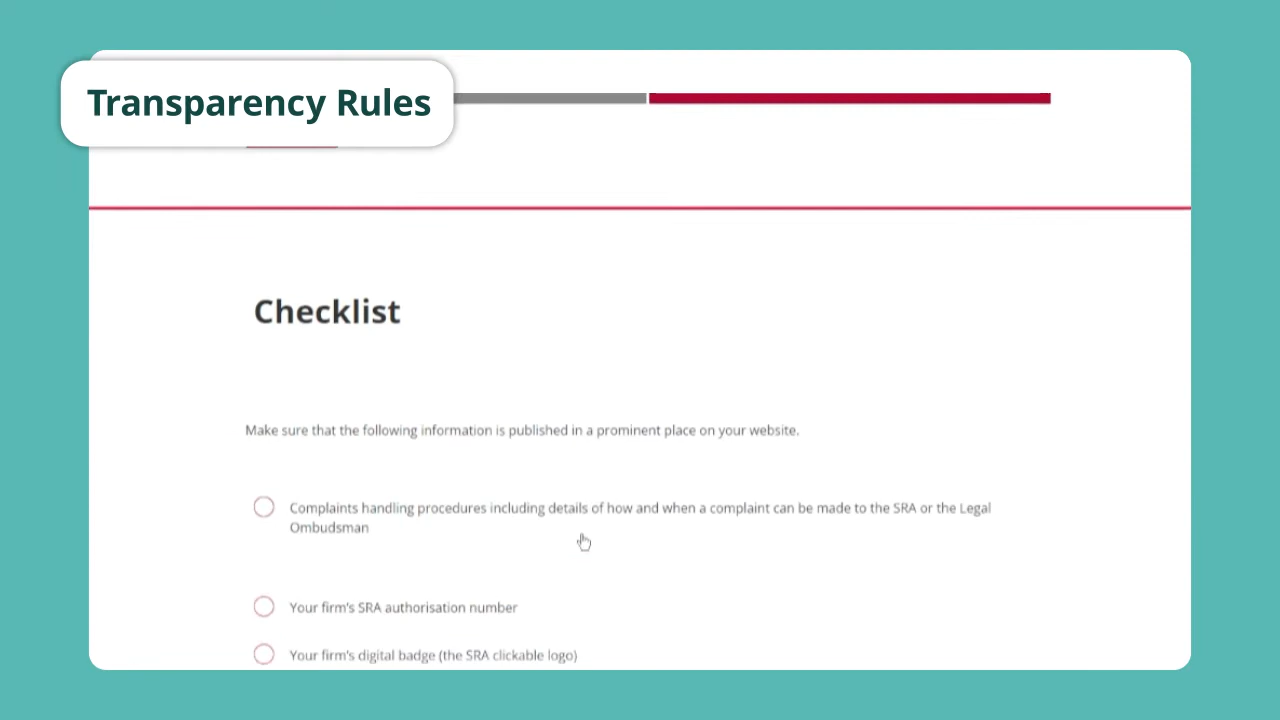 Transparency Rules
Checklist
Make sure that the following information is published in a prominent place on your website.
Complaints handling procedures including details of how and when a complaint can be made to the SRA or the Legal
Ombudsman
Your firm's SRA authorisation number
Your firm's digital badge (the SRA clickable logo)